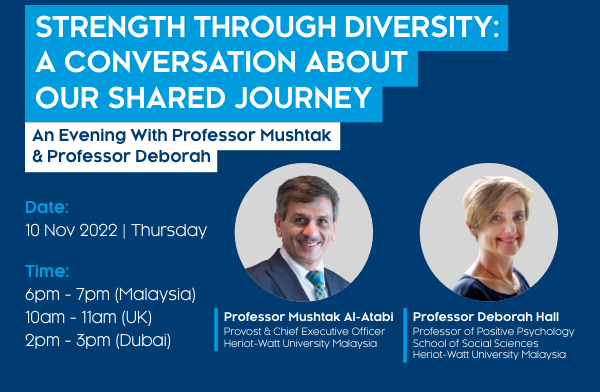 STRENGTH THROUGH DIVERSITY:
A CONVERSATION ABOUT
OUR SHARED JOURNEY
An Evening With Professor Mushtak
& Professor Deborah
Date:
10 Nov 2022 | Thursday
Time:
6pm - 7pm (Malaysia)
10am - 11am (UK)
2pm - 3pm (Dubai)
Professor Mushtak Al-Atabi
Provost & Chief Executive Officer
Heriot-Watt University Malaysia
Professor Deborah Hall
Professor of Positive Psychology
School of Social Sciences
Heriot-Watt University Malaysia